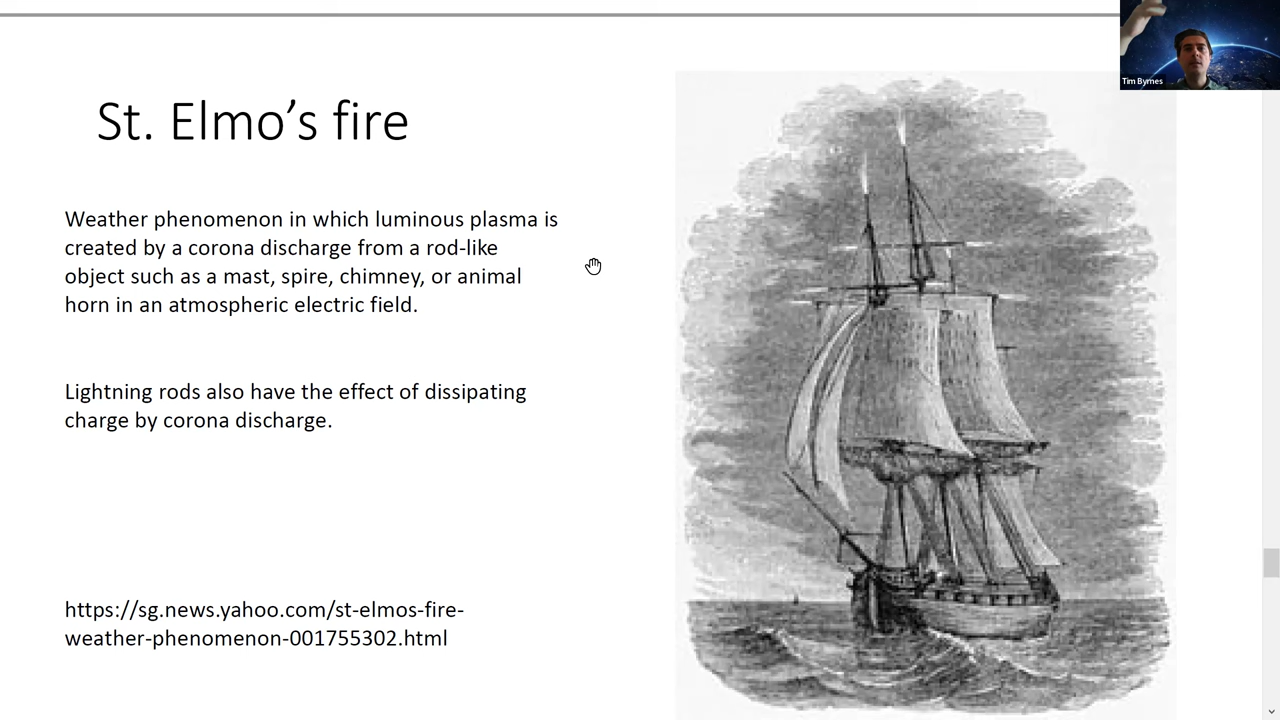 St. Elmo’s fire
Weather phenomenon in which luminous plasma is
created by a corona discharge from a rod-like
object such as a mast, spire, chimney, or animal
horn in an atmospheric electric field.
Lightning rods also have the effect of dissipating
charge by corona discharge.
https://sg.news.yahoo.com/st-elmos-fire-
weather-phenomenon-001755302.html
Tim Byrnes